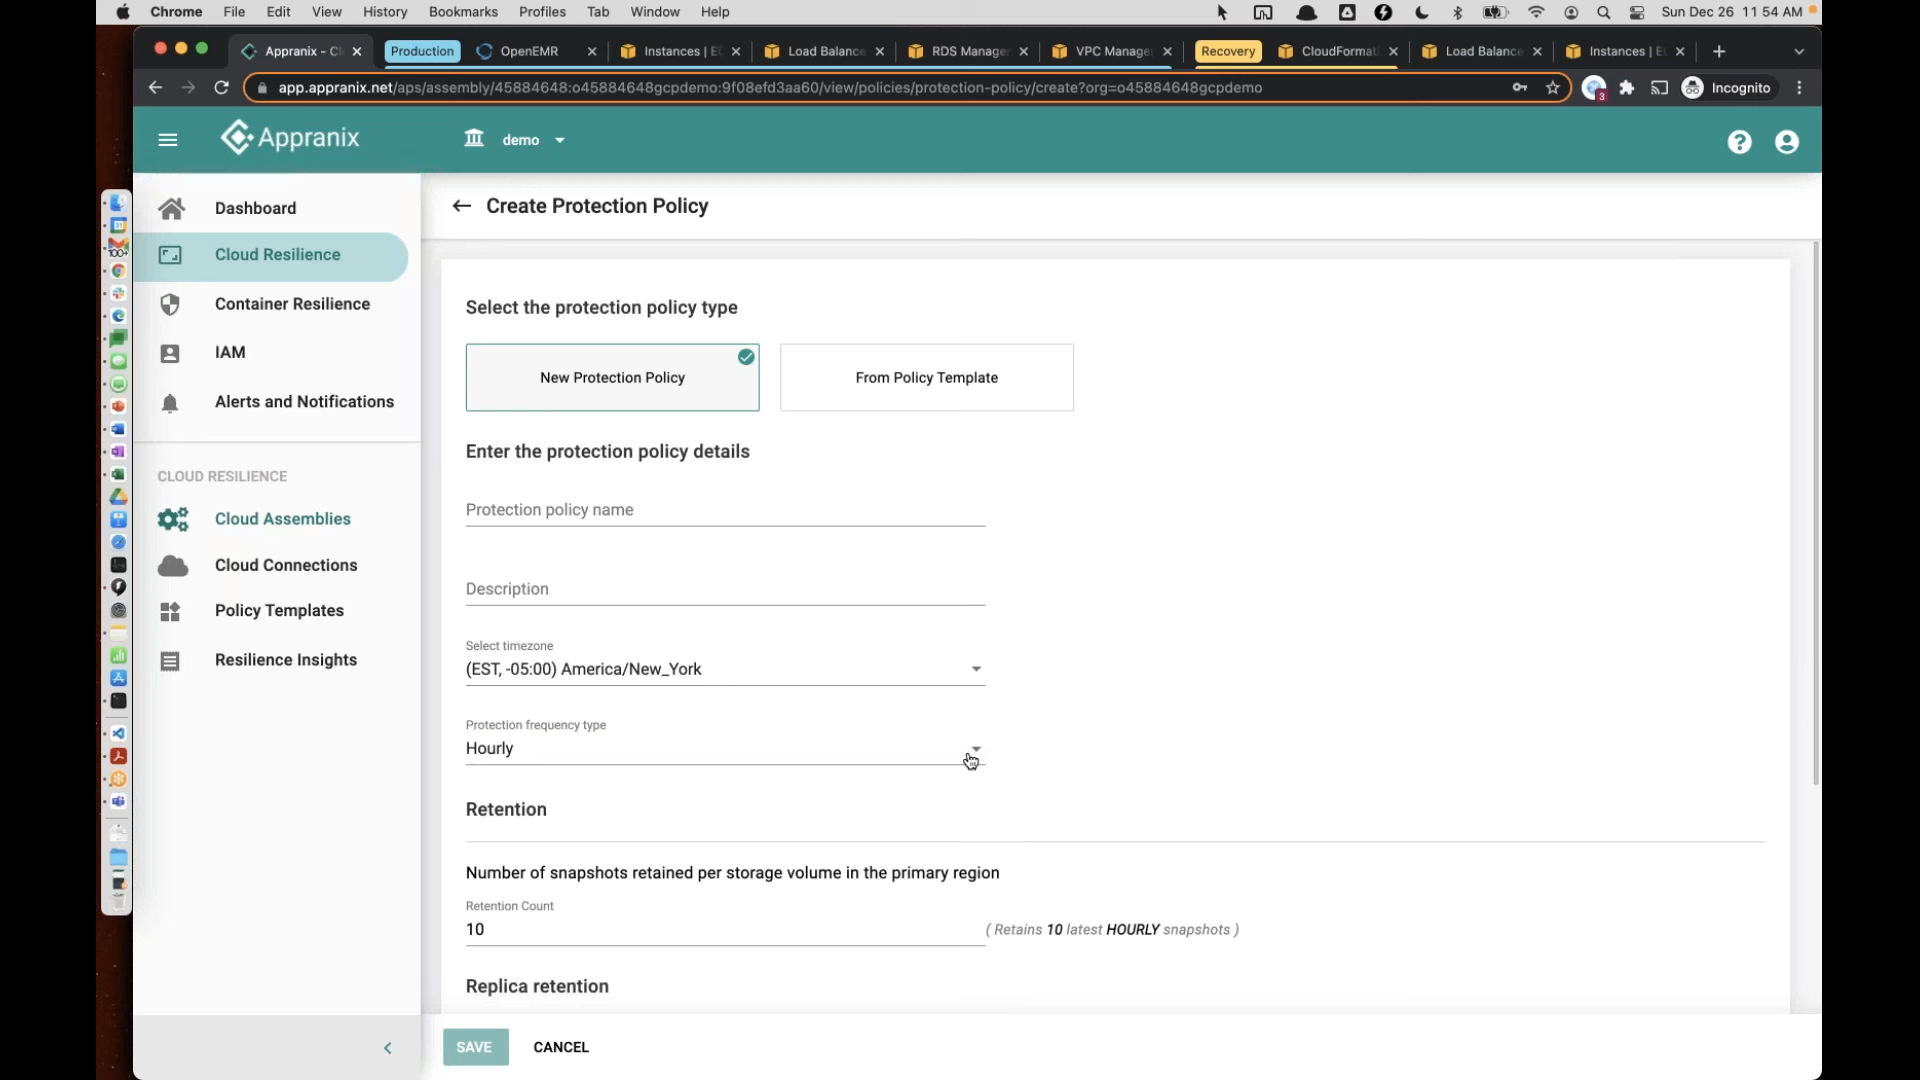 Chrome File Edit View History Bookmarks Profiles Tab Window Help Sun Dec 26 11 54 AM
Appranix - Cl Production OpenEMR Instances | EC Load Balance RDS Manager VPC Manage Recovery CloudFormati Load Balance Instances | E
app.appranix.net/aps/assembly/45884648:o45884648gcpdemo:9f08efd3aa60/view/policies/protection-policy/create?org=o45884648gcpdemo 3 Incognito
Appranix demo ?
Dashboard
Cloud Resilience
Container Resilience
IAM
Alerts and Notifications
CLOUD RESILIENCE
Cloud Assemblies
Cloud Connections
Policy Templates
Resilience Insights
100+
Create Protection Policy
Select the protection policy type
New Protection Policy From Policy Template
Enter the protection policy details
Protection policy name
Description
Select timezone
(EST, -05:00) America/New_York
Protection frequency type
Hourly
Retention
Number of snapshots retained per storage volume in the primary region
Retention Count
10 ( Retains 10 latest HOURLY snapshots )
Replica retention
SAVE CANCEL